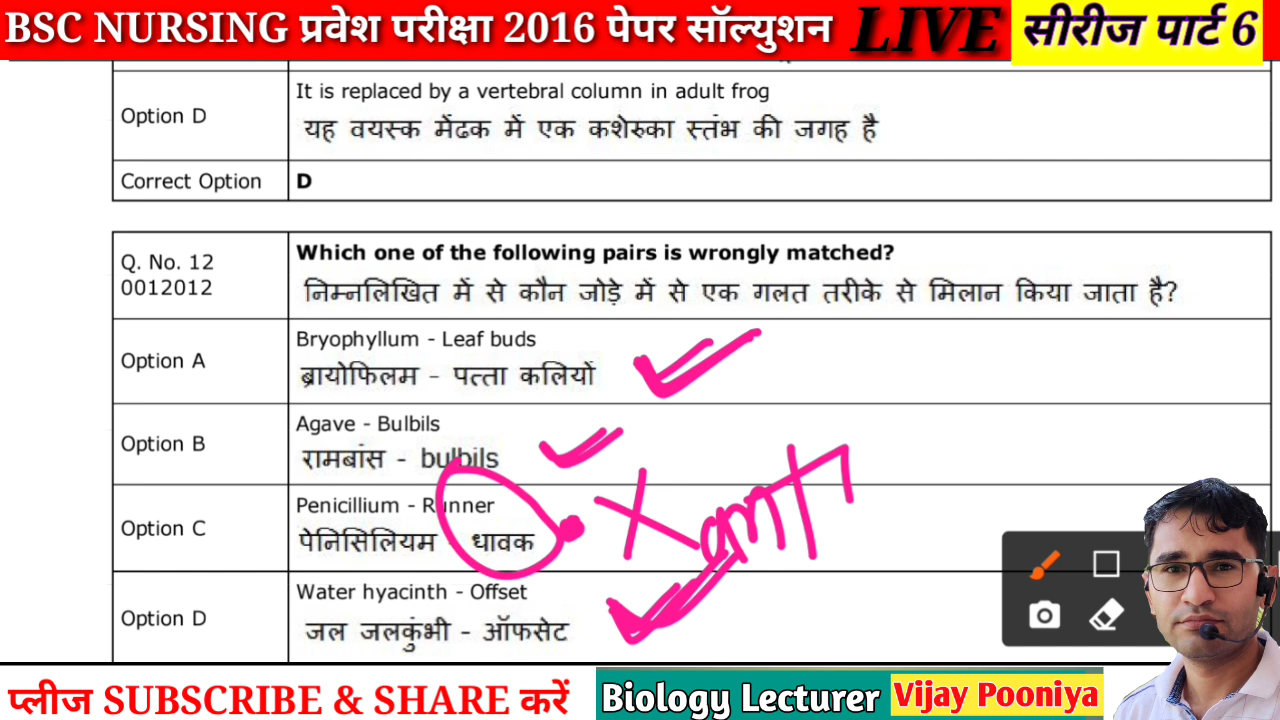 BSC NURSING प्रवेश परीक्षा 2016 पेपर सॉल्युशन LIVE सीरीज पार्ट 6
Option D
It is replaced by a vertebral column in adult frog
यह वयस्क मेंढक में एक कशेरुका स्तंभ की जगह है
Correct Option D
Q. No. 12
0012012
Which one of the following pairs is wrongly matched?
निम्नलिखित में से कौन जोड़े में से एक गलत तरीके से मिलान किया जाता है?
Option A
Bryophyllum - Leaf buds
ब्रायोफिलम - पत्ता कलियों
Option B
Agave - Bulbils
रामबांस - bulbils
Option C
Penicillium - Runner
पेनिसिलियम - धावक
Option D
Water hyacinth - Offset
जल जलकुंभी - ऑफसेट
प्लीज SUBSCRIBE & SHARE करें
Biology Lecturer Vijay Pooniya